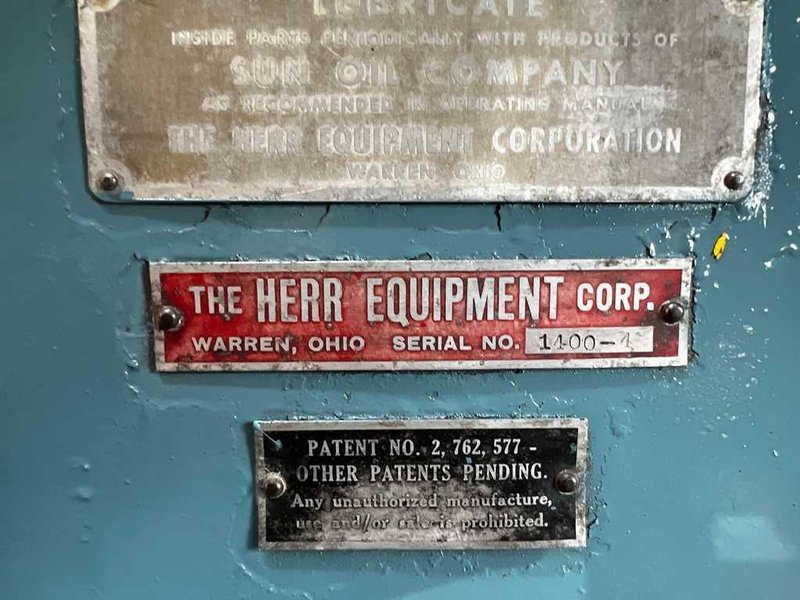 LUBRICATE
INSIDE PARTS PERIODICALLY WITH PRODUCTS OF
SUN OIL COMPANY
AS RECOMMENDED IN OPERATING MANUAL
THE HERR EQUIPMENT CORPORATION
WARREN, OHIO
THE HERR EQUIPMENT CORP.
WARREN, OHIO SERIAL NO. 1400-4
PATENT NO. 2, 762, 577 -
OTHER PATENTS PENDING.
Any unauthorized manufacture,
use and/or sale is prohibited.